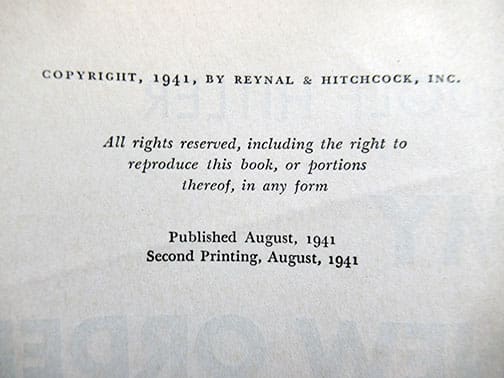 COPYRIGHT, 1941, BY REYNAL & HITCHCOCK, INC.
All rights reserved, including the right to
reproduce this book, or portions
thereof, in any form
Published August, 1941
Second Printing, August, 1941